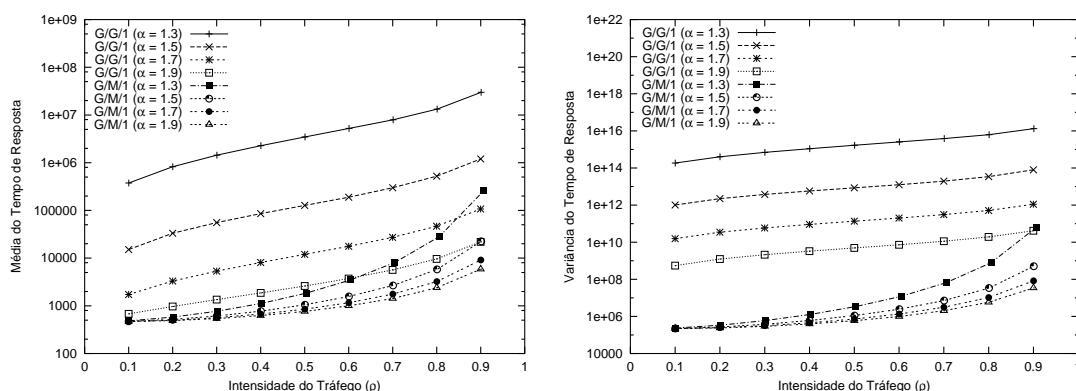 1e+09
1e+08
1e+07
1e+06
100000
10000
1000
100
Média do Tempo de Resposta
G/G/1 (α = 1.3)
G/G/1 (α = 1.5)
G/G/1 (α = 1.7)
G/G/1 (α = 1.9)
G/M/1 (α = 1.3)
G/M/1 (α = 1.5)
G/M/1 (α = 1.7)
G/M/1 (α = 1.9)
0 0.1 0.2 0.3 0.4 0.5 0.6 0.7 0.8 0.9 1
Intensidade do Tráfego (ρ)
1e+22
1e+20
1e+18
1e+16
1e+14
1e+12
1e+10
1e+08
1e+06
10000
Variância do Tempo de Resposta
G/G/1 (α = 1.3)
G/G/1 (α = 1.5)
G/G/1 (α = 1.7)
G/G/1 (α = 1.9)
G/M/1 (α = 1.3)
G/M/1 (α = 1.5)
G/M/1 (α = 1.7)
G/M/1 (α = 1.9)
0 0.1 0.2 0.3 0.4 0.5 0.6 0.7 0.8 0.9 1
Intensidade do Tráfego (ρ)